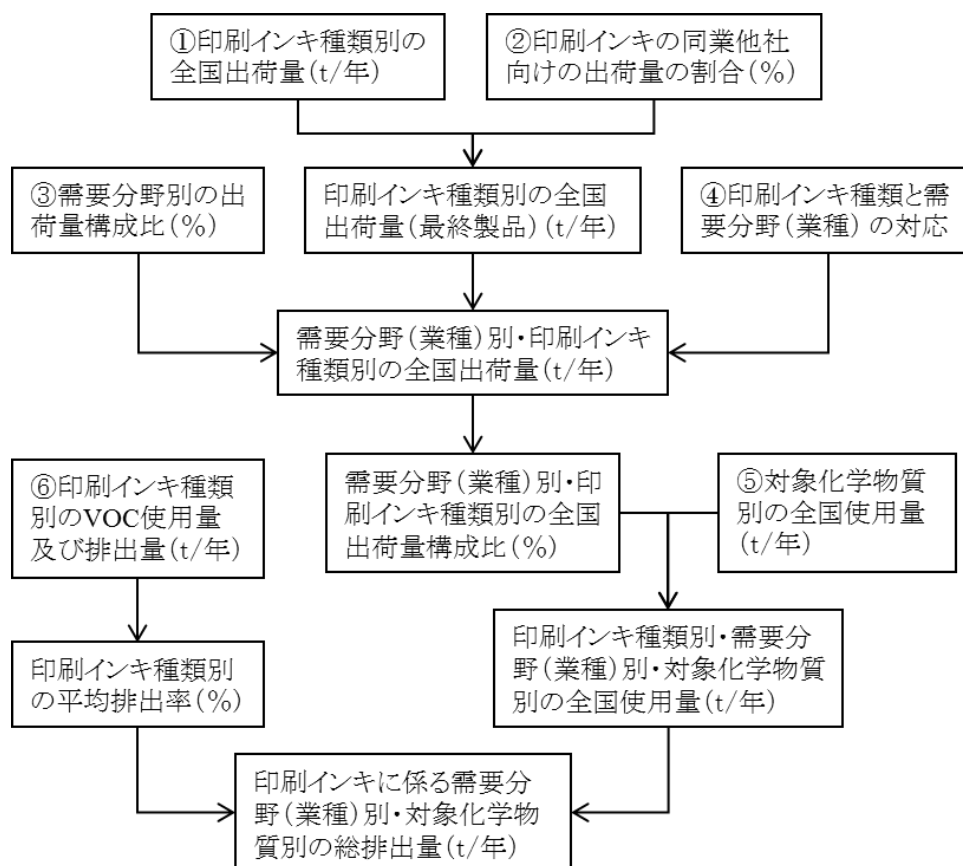 ①印刷インキ種類別の
全国出荷量(t/年)
②印刷インキの同業他社
向けの出荷量の割合(%)
③需要分野別の出
荷量構成比(%)
印刷インキ種類別の全国
出荷量(最終製品)(t/年)
④印刷インキ種類と需
要分野(業種)の対応
需要分野(業種)別・印刷インキ
種類別の全国出荷量(t/年)
⑥印刷インキ種類
別のVOC使用量
及び排出量(t/年)
需要分野(業種)別・印
刷インキ種類別の全国
出荷量構成比(%)
⑤対象化学物質
別の全国使用量
(t/年)
印刷インキ種類別
の平均排出率(%)
印刷インキ種類別・需要分
野(業種)別・対象化学物質
別の全国使用量(t/年)
印刷インキに係る需要分
野(業種)別・対象化学物
質別の総排出量(t/年)